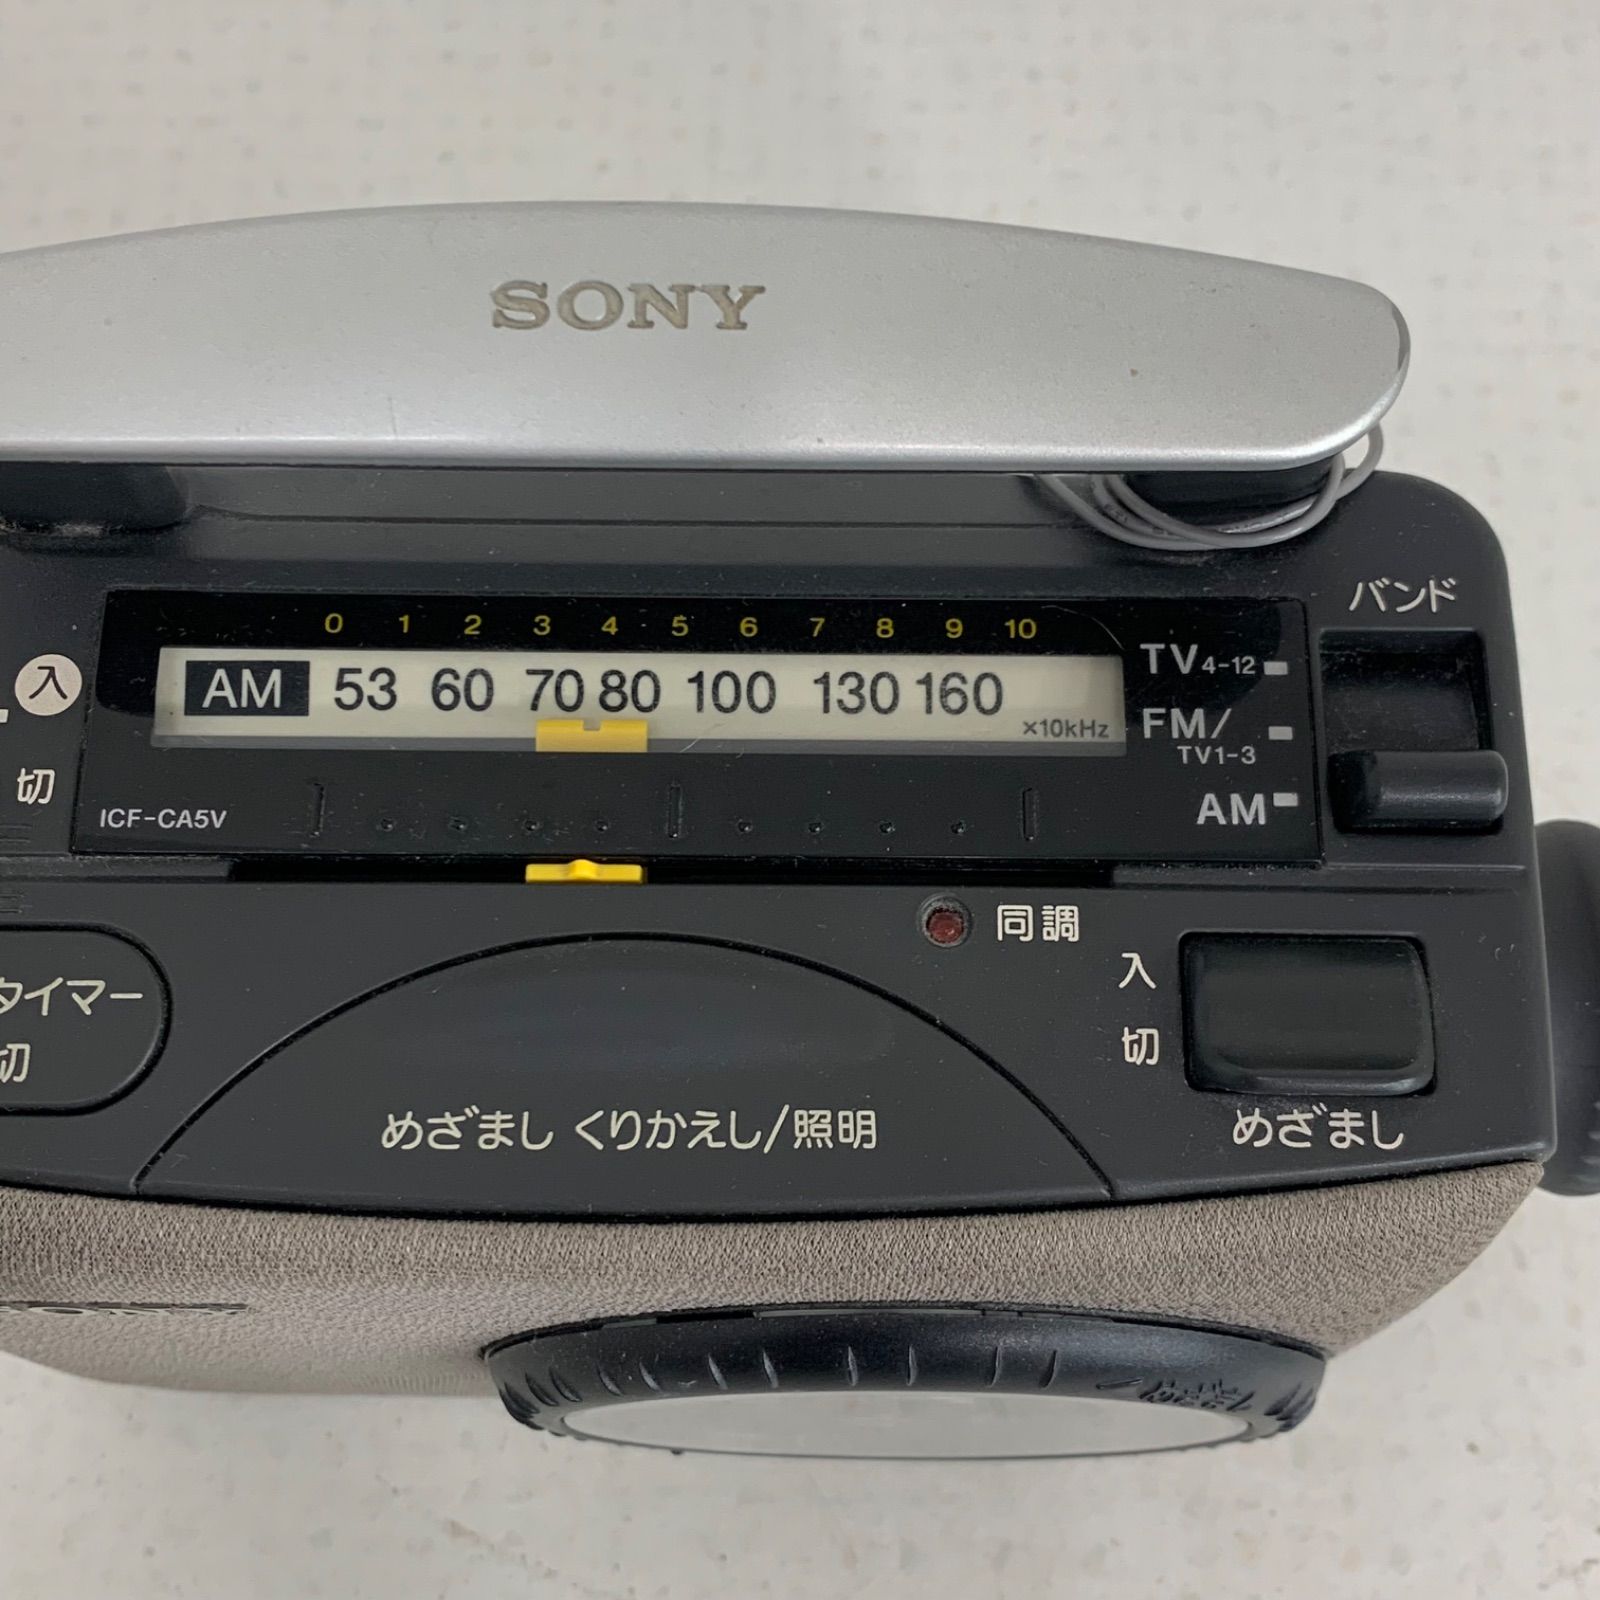 SONY
バンド
0 1 2 3 4 5 6 7 8 9 10
AM 53 60 70 80 100 130 160
×10kHz
TV4-12
FM/
TV1-3
AM
入
切
ICF-CA5V
同調
タイマー
切
入
切
めざまし くりかえし/照明
めざまし